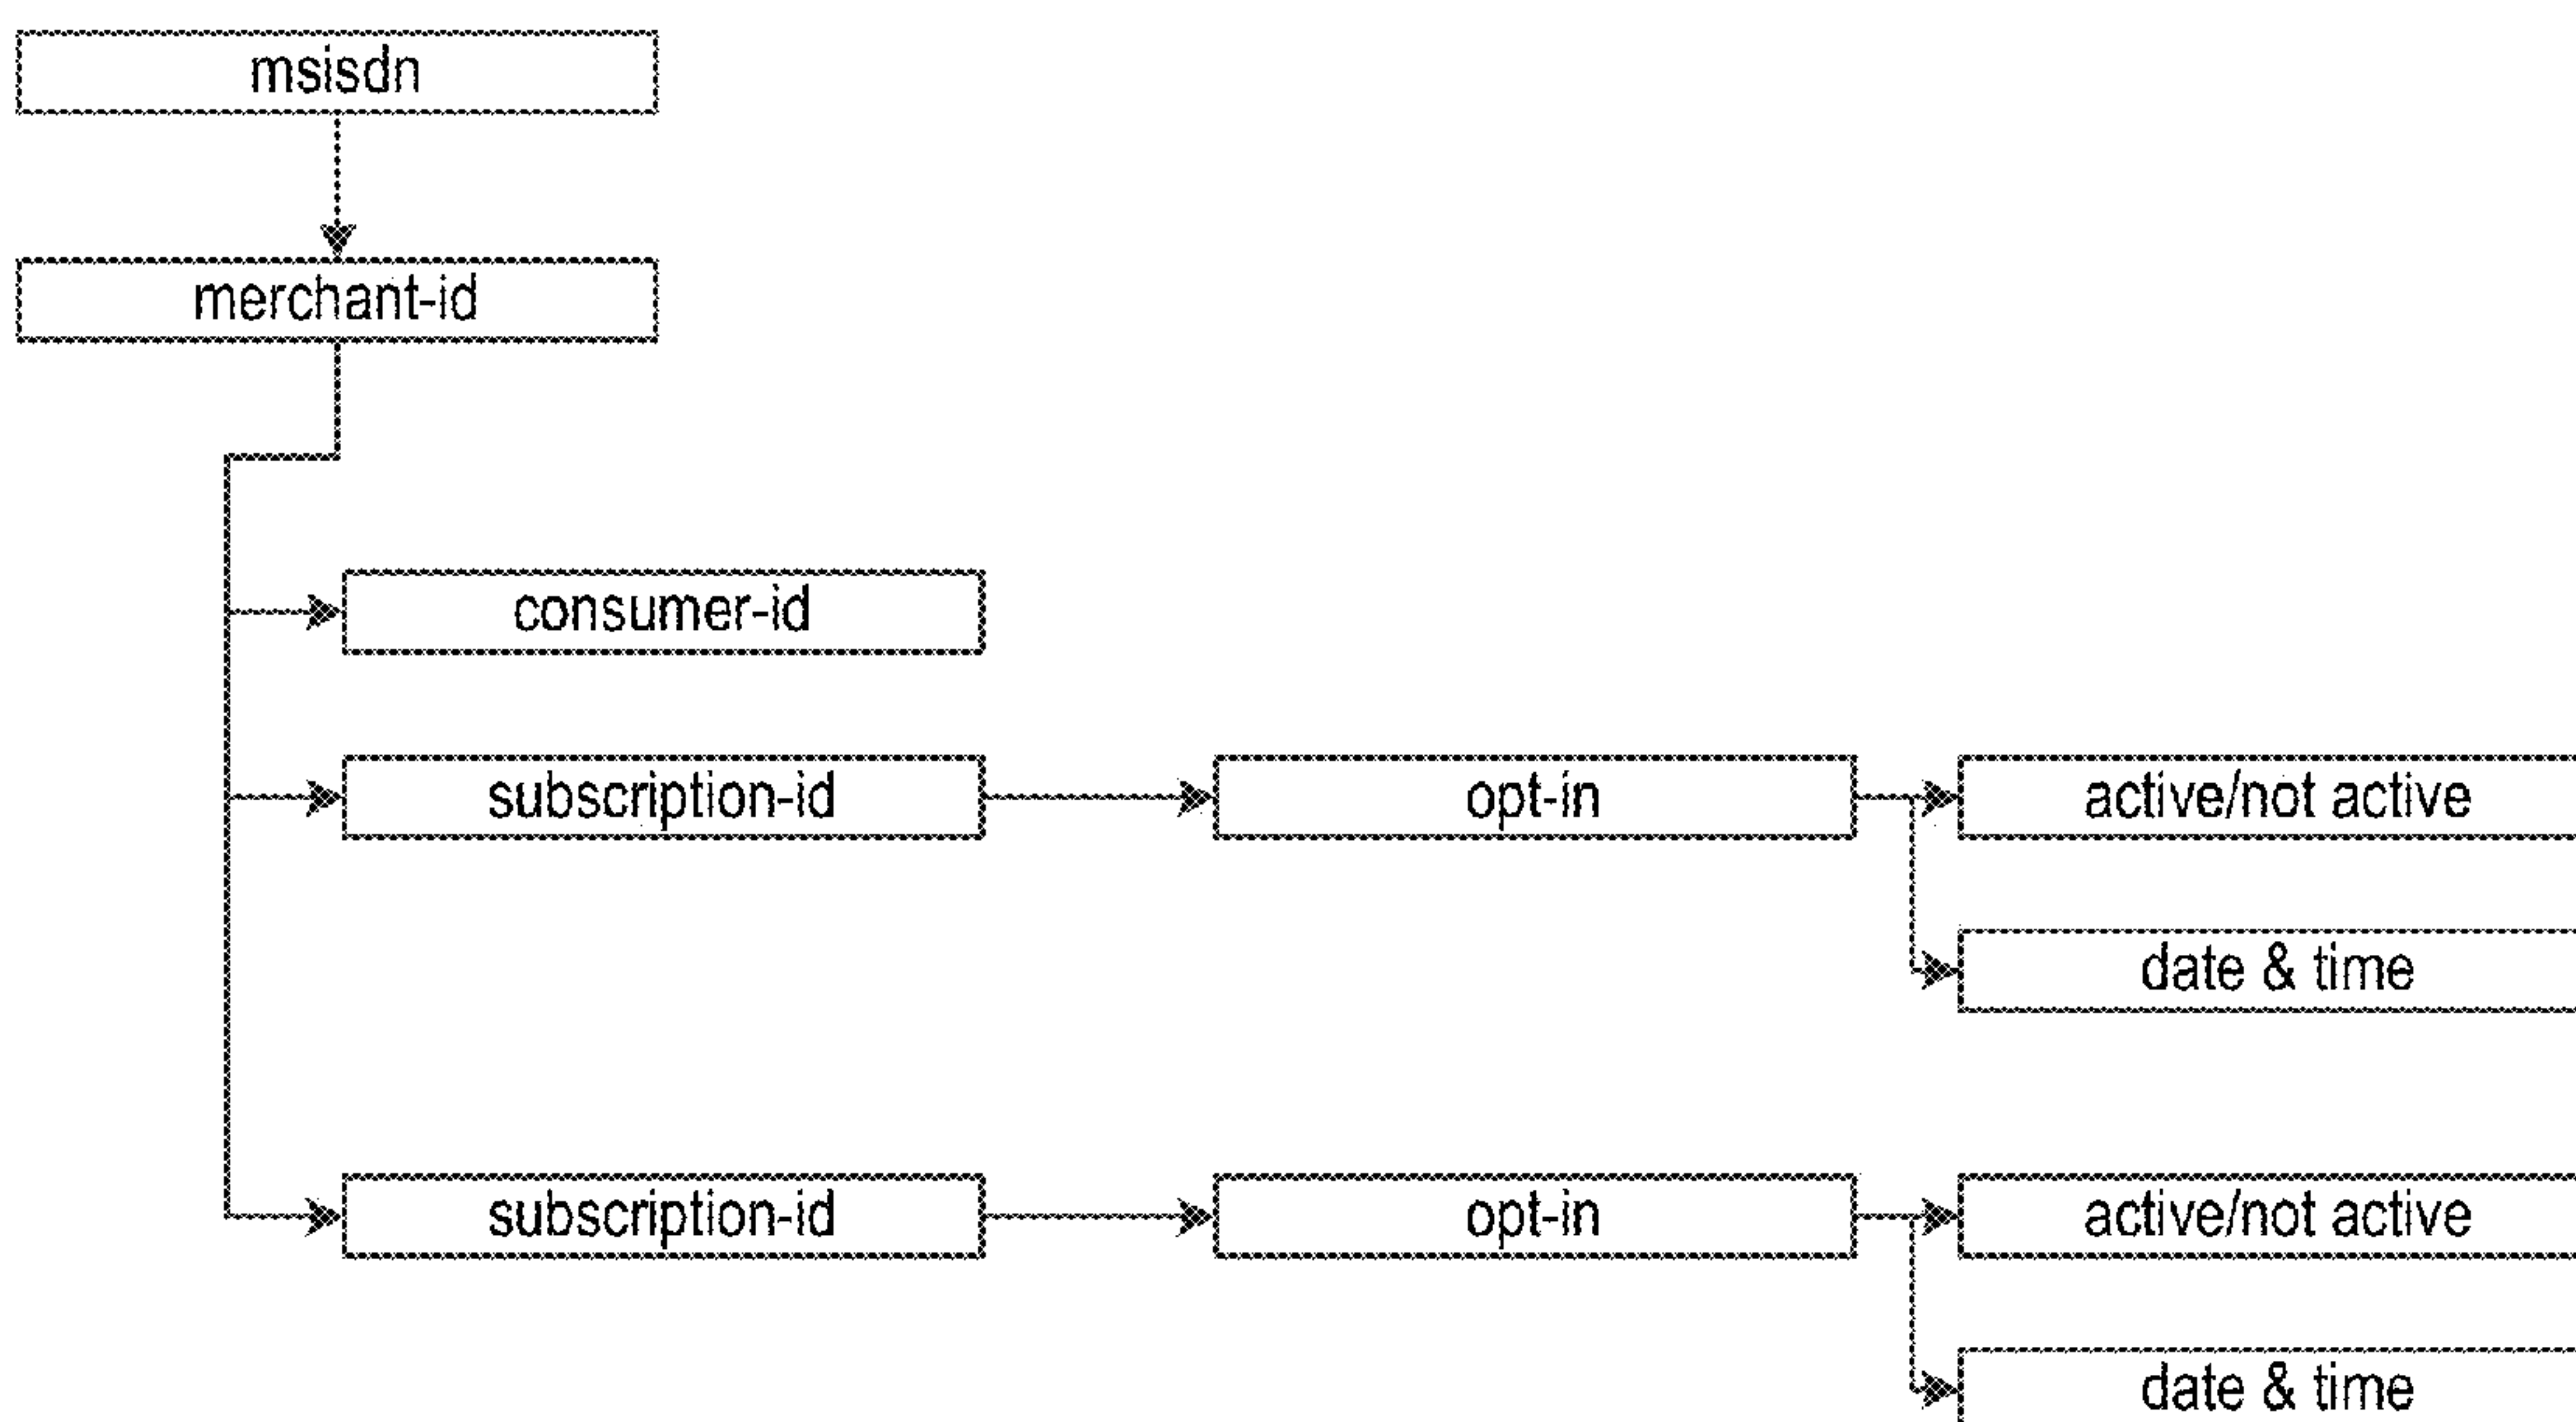 msisdn
merchant-id
consumer-id
subscription-id
opt-in
active/not active
date & time
subscription-id
opt-in
active/not active
date & time